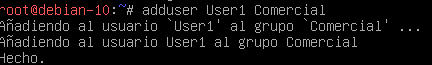 root@debian-10:~# adduser User1 Comercial
Añadiendo al usuario `User1' al grupo `Comercial' ...
Añadiendo al usuario User1 al grupo Comercial
Hecho.